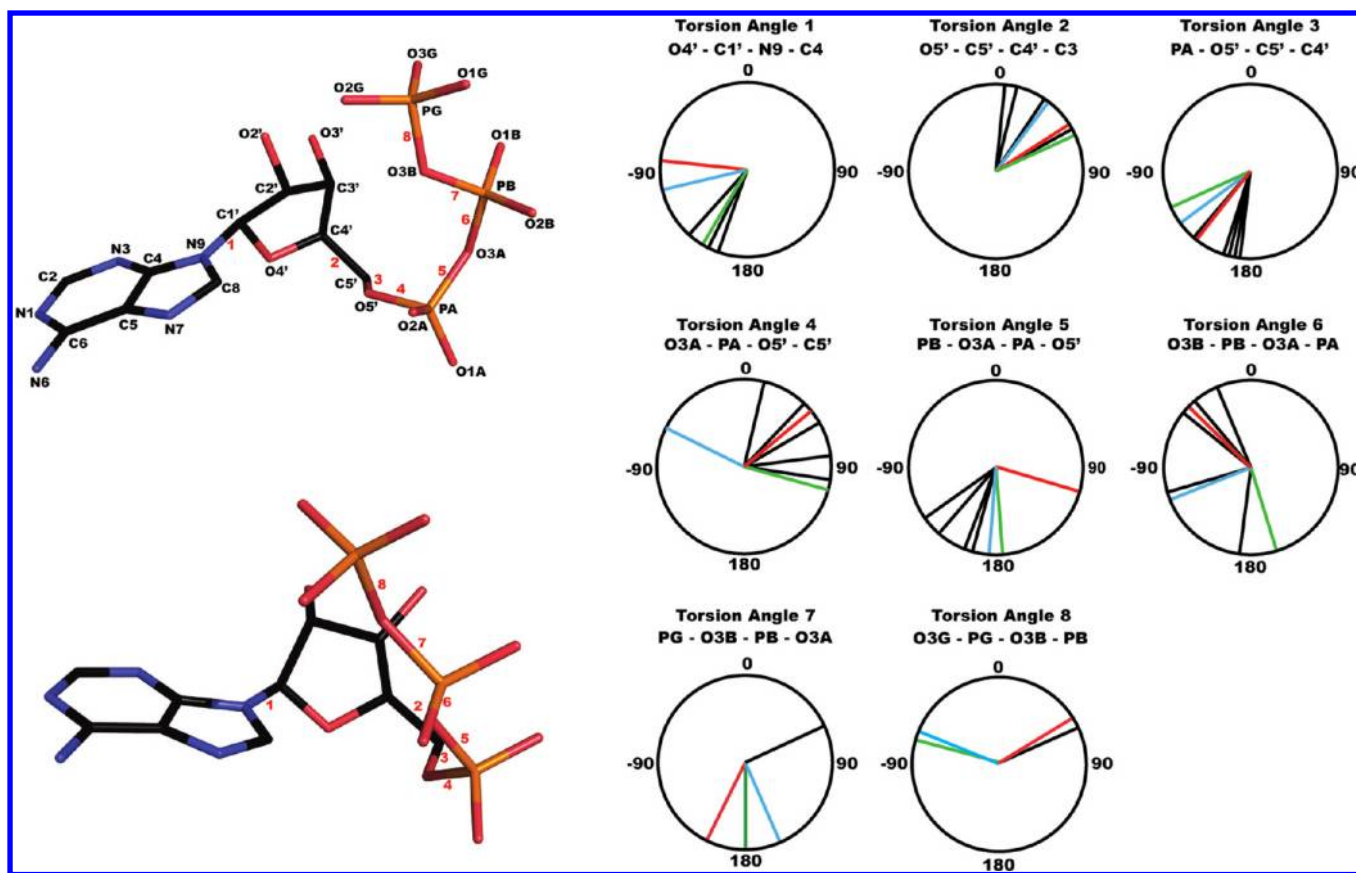 O3G
O1G
O2G
PG
8
O2'
O3'
O1B
O3B
PB
7
C2'
C3'
6
O2B
C1'
N9
1
C4'
N3
C4
O4'
2
O3A
C2
5
C8
C5'
3
4
N1
O5'
PA
C5
N7
O2A
C6
N6
O1A
8
7
1
2
6
5
3
4
Torsion Angle 1
O4' - C1' - N9 - C4
0
-90
180
Torsion Angle 2
O5' - C5' - C4' - C3
0
-90
90
180
Torsion Angle 3
PA - O5' - C5' - C4'
0
-90
90
180
Torsion Angle 4
O3A - PA - O5' - C5'
0
-90
90
180
Torsion Angle 5
PB - O3A - PA - O5'
0
-90
90
180
Torsion Angle 6
O3B - PB - O3A - PA
0
-90
90
180
Torsion Angle 7
PG - O3B - PB - O3A
0
-90
90
180
Torsion Angle 8
O3G - PG - O3B - PB
0
-90
90
180